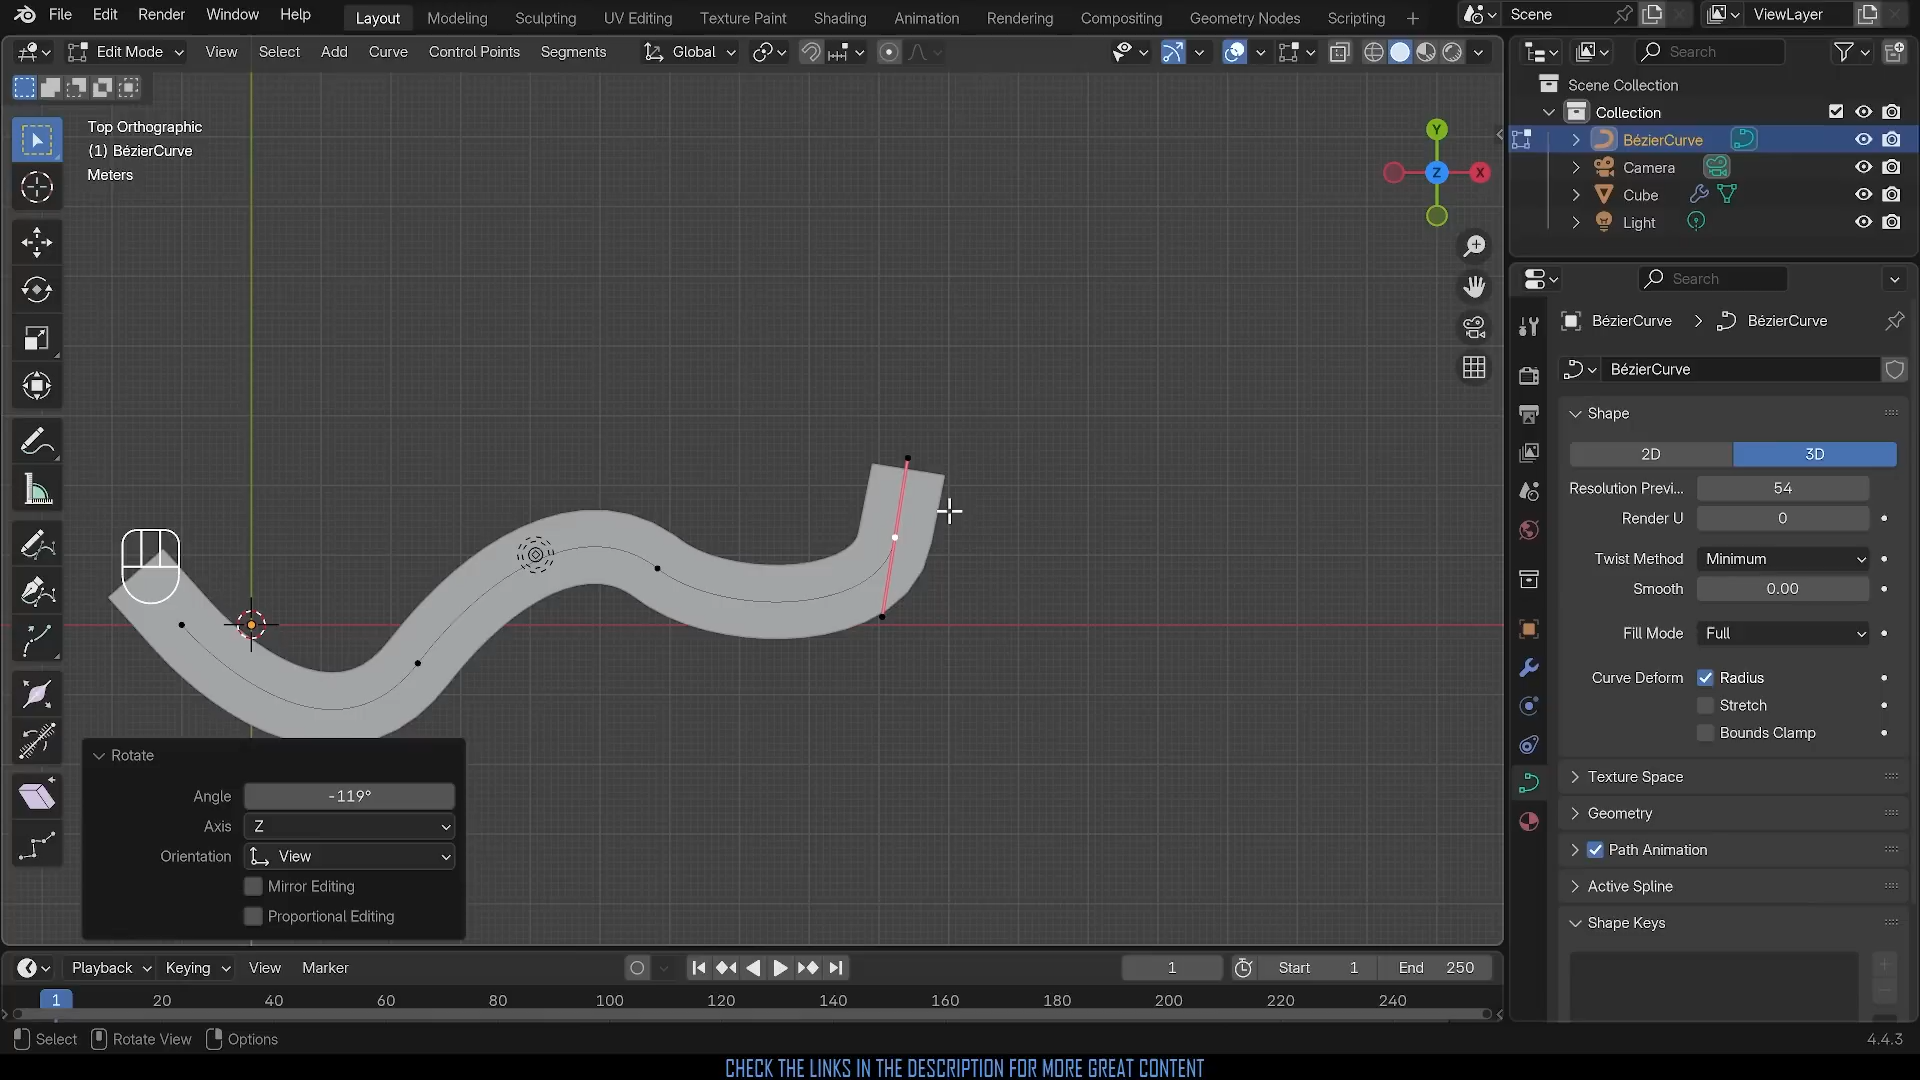 File Edit Render Window Help Layout Modeling Sculpting UV Editing Texture Paint Shading Animation Rendering Compositing Geometry Nodes Scripting + Scene ViewLayer
Edit Mode View Select Add Curve Control Points Segments Global Search
Top Orthographic
(1) BézierCurve
Meters
Y
Z X
Scene Collection
Collection
BézierCurve
Camera
Cube
Light
Search
BézierCurve > BézierCurve
BézierCurve
Shape
2D 3D
Resolution Previ... 54
Render U 0
Twist Method Minimum
Smooth 0.00
Fill Mode Full
Curve Deform Radius
Stretch
Bounds Clamp
Texture Space
Geometry
Path Animation
Active Spline
Shape Keys
Rotate
Angle -119°
Axis Z
Orientation View
Mirror Editing
Proportional Editing
Playback Keying View Marker 1 Start 1 End 250
1 20 40 60 80 100 120 140 160 180 200 220 240
Select Rotate View Options 4.4.3
CHECK THE LINKS IN THE DESCRIPTION FOR MORE GREAT CONTENT